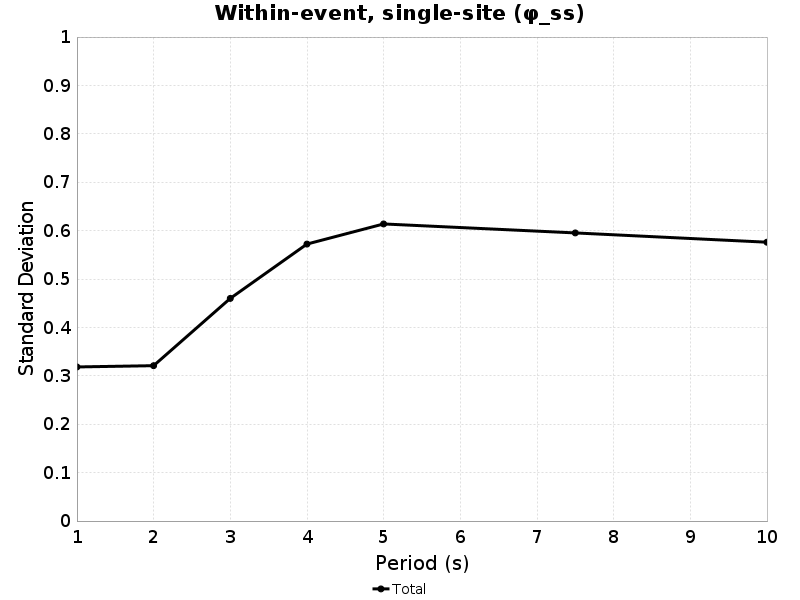 Within-event, single-site (φ_ss)
1
0.9
0.8
0.7
0.6
0.5
0.4
0.3
0.2
0.1
0
Standard Deviation
1 2 3 4 5 6 7 8 9 10
Period (s)
Total